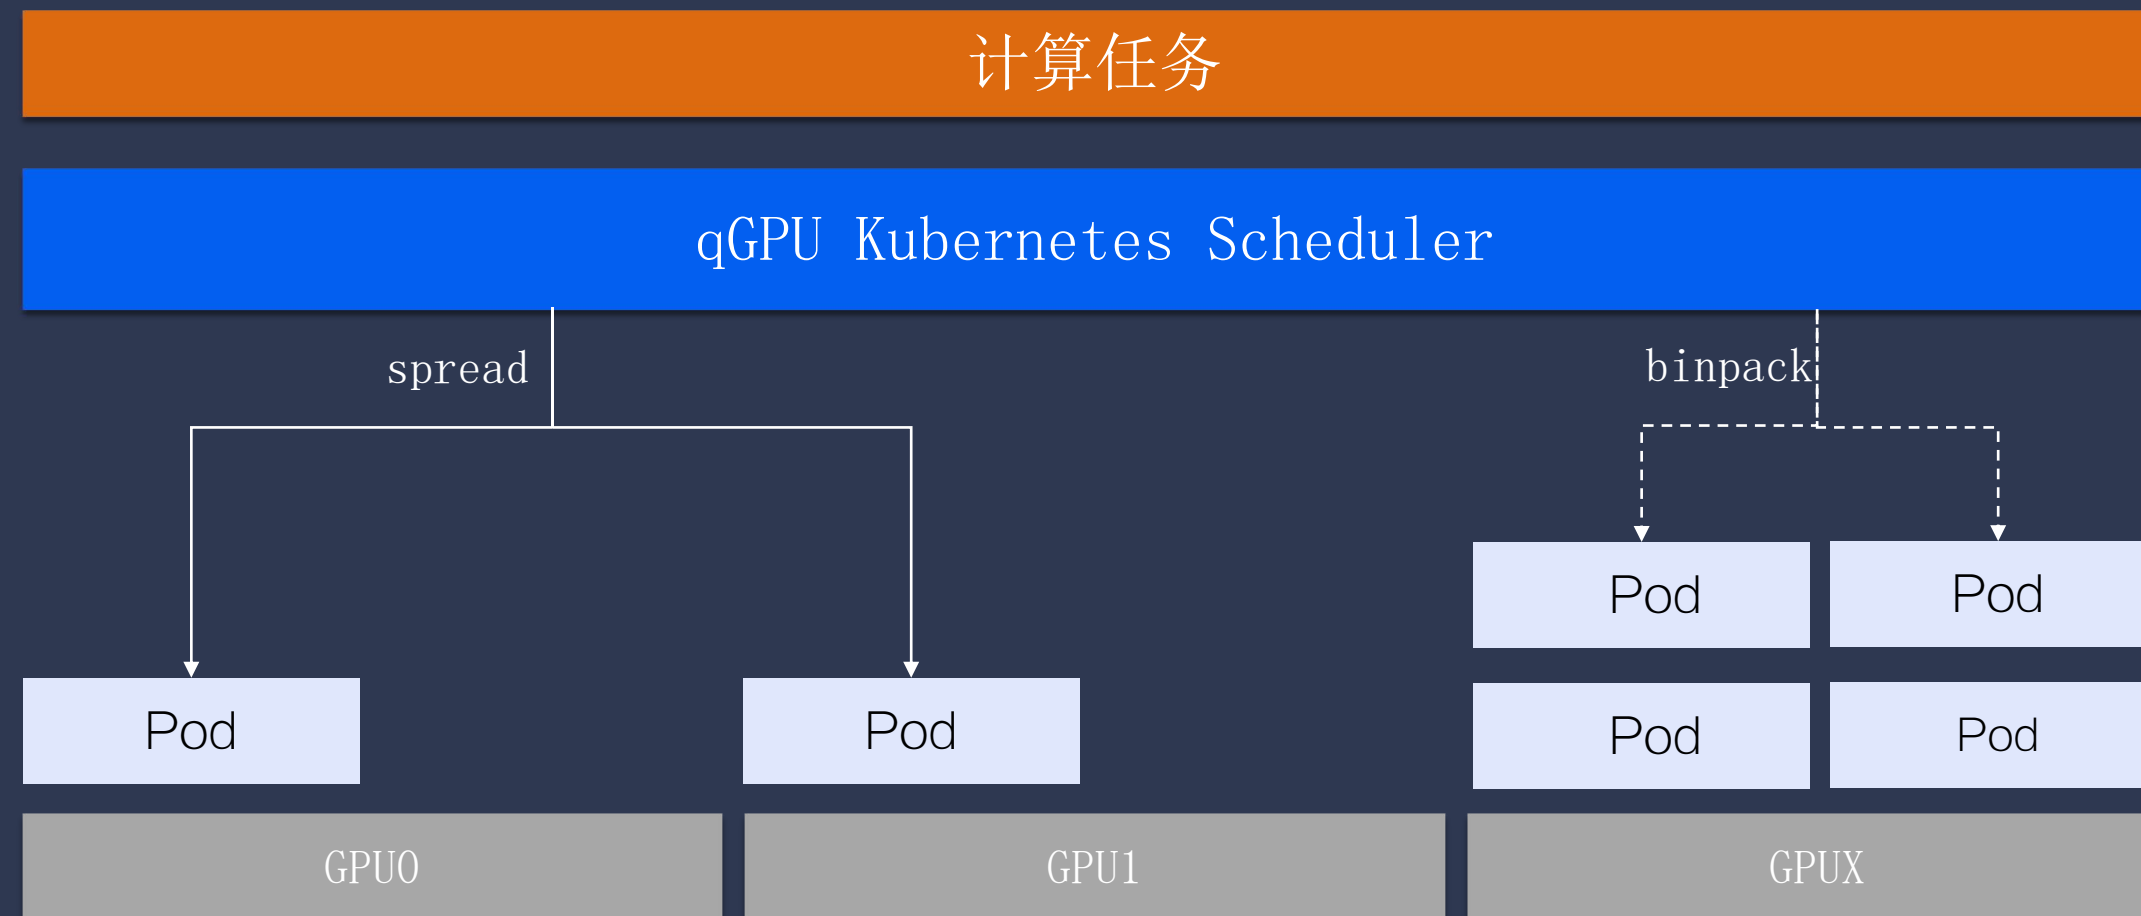 计算任务
qGPU Kubernetes Scheduler
spread
binpack
Pod
Pod
Pod
Pod
Pod
Pod
GPU0
GPU1
GPUX